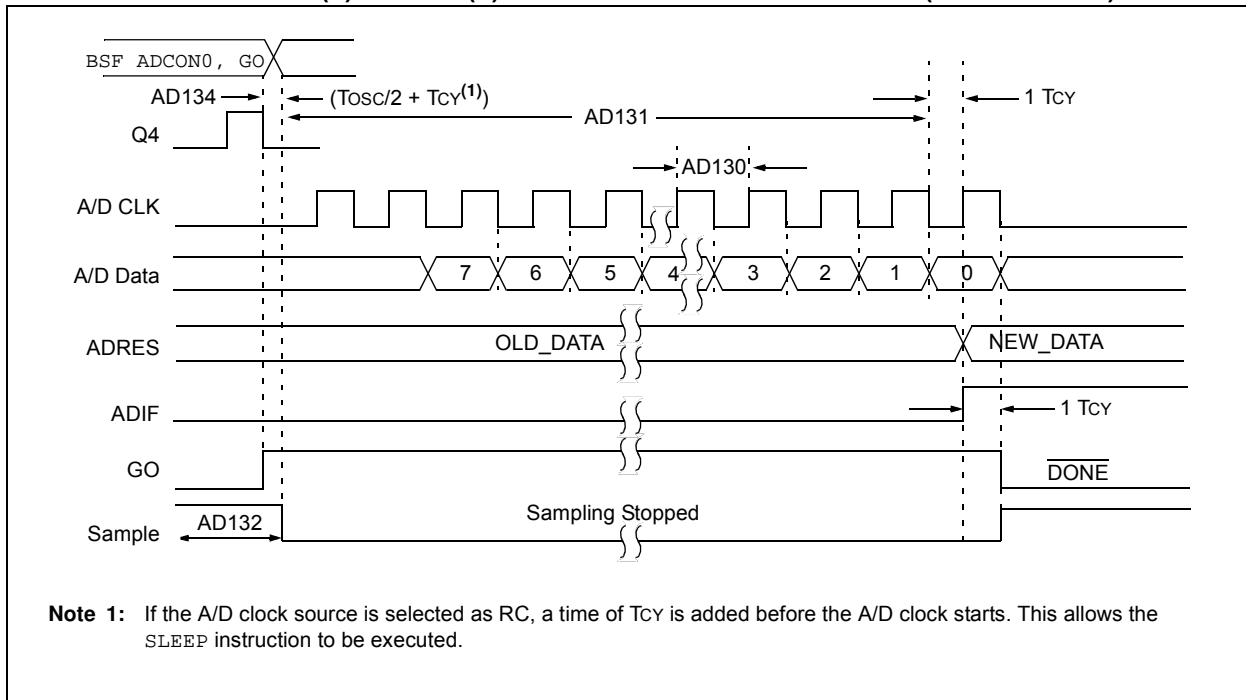 BSF ADCON0, GO
AD134
(TOSC/2 + TCY(1))
1 TCY
AD131
Q4
AD130
A/D CLK
A/D Data
7 6 5 4 3 2 1 0
ADRES
OLD_DATA
NEW_DATA
ADIF
1 TCY
GO
DONE
Sample
AD132
Sampling Stopped
Note 1: If the A/D clock source is selected as RC, a time of TCY is added before the A/D clock starts. This allows the
SLEEP instruction to be executed.